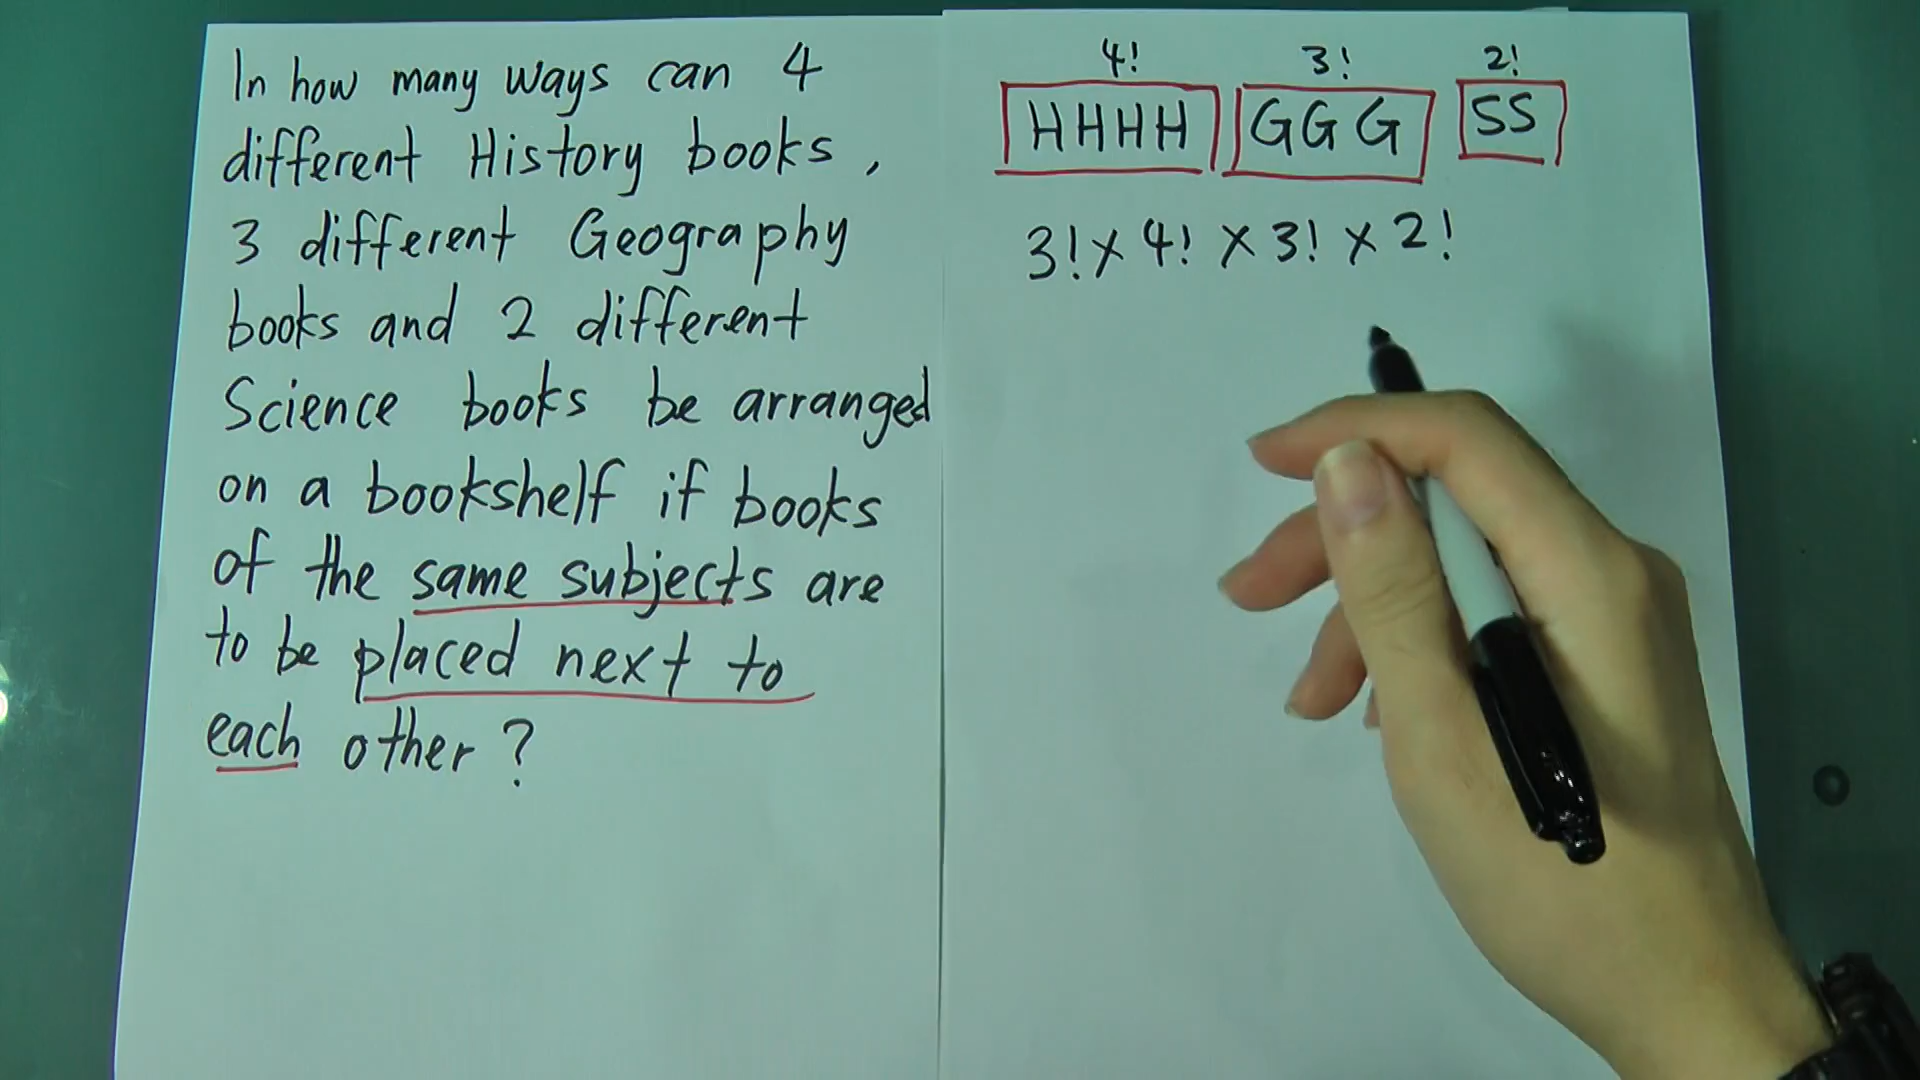 In how many ways can 4
different History books,
3 different Geography
books and 2 different
Science books be arranged
on a bookshelf if books
of the same subjects are
to be placed next to
each other?
4! 3! 2!
HHHH GGG SS
3! x 4! x 3! x 2!